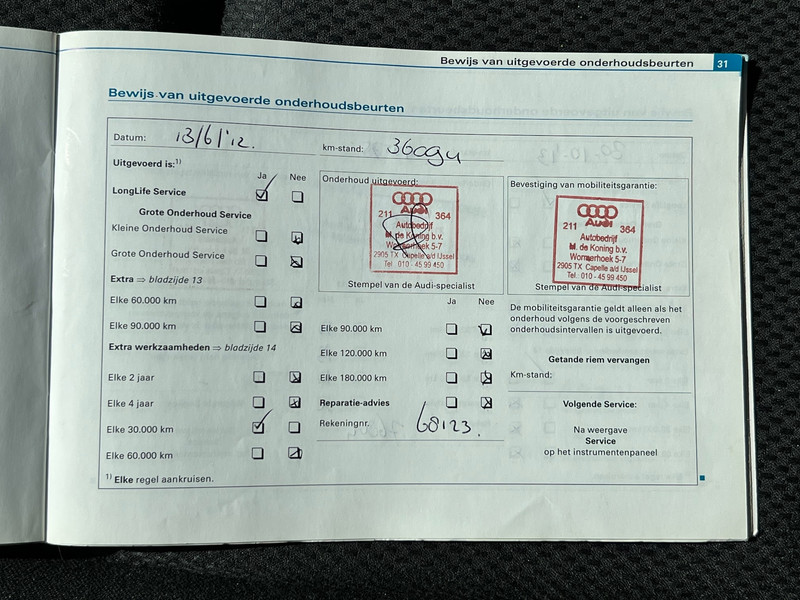 Bewijs van uitgevoerde onderhoudsbeurten 31
Bewijs van uitgevoerde onderhoudsbeurten
Datum: 13/6/'12.
km-stand:
Uitgevoerd is:¹⁾
Ja Nee
LongLife Service
Grote Onderhoud Service
Kleine Onderhoud Service
Grote Onderhoud Service
Extra ⇒ bladzijde 13
Elke 60.000 km
Elke 90.000 km
Extra werkzaamheden ⇒ bladzijde 14
Elke 2 jaar
Elke 4 jaar
Elke 30.000 km
Elke 60.000 km
¹⁾ Elke regel aankruisen.
Onderhoud uitgevoerd:
Audi
211 364
Autobedrijf
M. de Koning b.v.
Wormerhoek 5-7
2905 TX Capelle a/d IJssel
Tel.: 010 - 45 99 450
Stempel van de Audi-specialist
Ja Nee
Elke 90.000 km
Elke 120.000 km
Elke 180.000 km
Reparatie-advies
Rekeningnr. 60123.
Bevestiging van mobiliteitsgarantie:
Audi
211 364
Autobedrijf
M. de Koning b.v.
Wormerhoek 5-7
2905 TX Capelle a/d IJssel
Tel.: 010 - 45 99 450
Stempel van de Audi-specialist
De mobiliteitsgarantie geldt alleen als het
onderhoud volgens de voorgeschreven
onderhoudsintervallen is uitgevoerd.
Getande riem vervangen
Km-stand:
Volgende Service:
Na weergave
Service
op het instrumentenpaneel